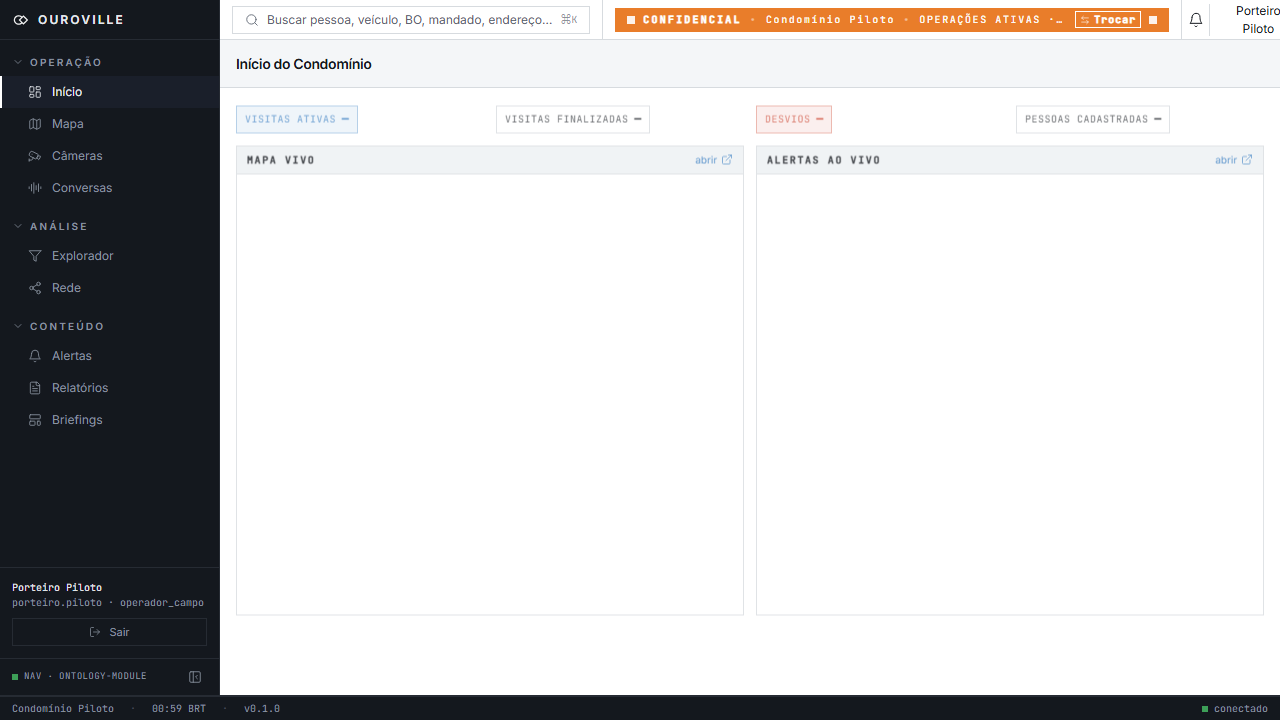 OUROVILLE
Buscar pessoa, veículo, BO, mandado, endereço... ⌘K
CONFIDENCIAL · Condomínio Piloto · OPERAÇÕES ATIVAS ·… Trocar
Porteiro
Piloto
OPERAÇÃO
Início
Mapa
Câmeras
Conversas
ANÁLISE
Explorador
Rede
CONTEÚDO
Alertas
Relatórios
Briefings
Início do Condomínio
VISITAS ATIVAS —
VISITAS FINALIZADAS —
DESVIOS —
PESSOAS CADASTRADAS —
MAPA VIVO abrir
ALERTAS AO VIVO abrir
Porteiro Piloto
porteiro.piloto · operador_campo
Sair
NAV · ONTOLOGY-MODULE
Condomínio Piloto · 00:59 BRT · v0.1.0
conectado